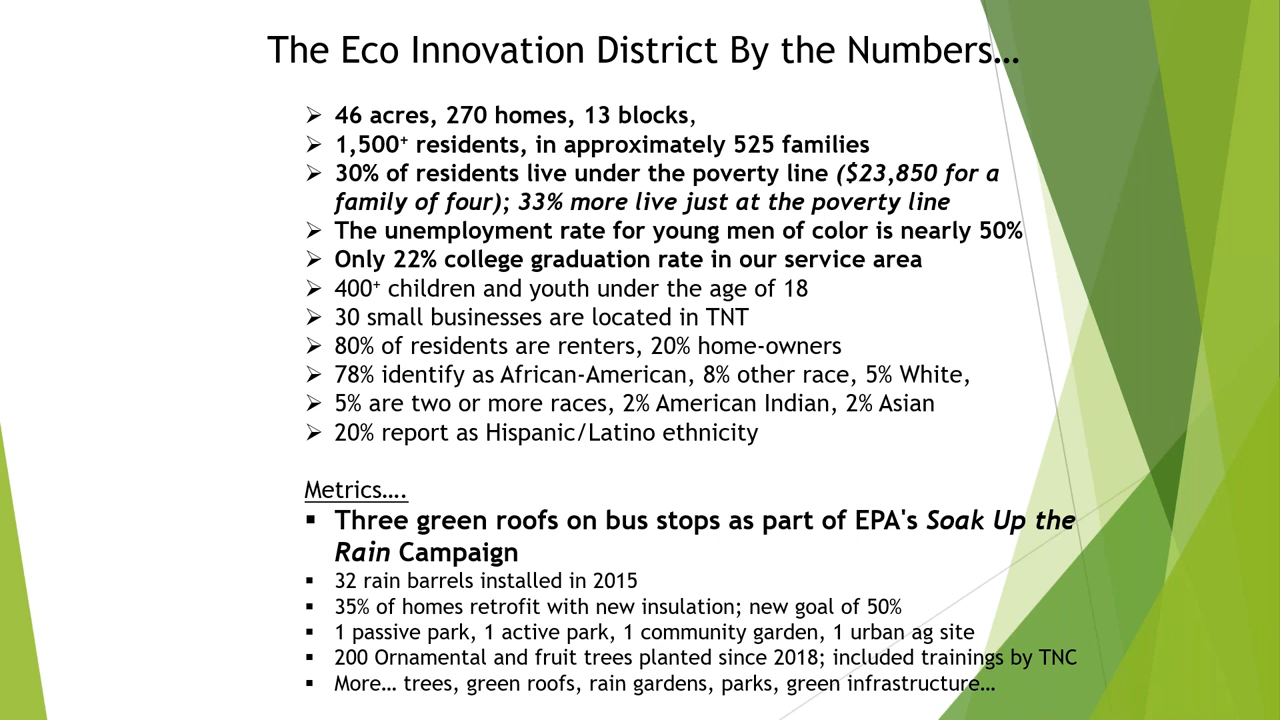 The Eco Innovation District By the Numbers…
➢ 46 acres, 270 homes, 13 blocks,
➢ 1,500⁺ residents, in approximately 525 families
➢ 30% of residents live under the poverty line ($23,850 for a
family of four); 33% more live just at the poverty line
➢ The unemployment rate for young men of color is nearly 50%
➢ Only 22% college graduation rate in our service area
➢ 400⁺ children and youth under the age of 18
➢ 30 small businesses are located in TNT
➢ 80% of residents are renters, 20% home-owners
➢ 78% identify as African-American, 8% other race, 5% White,
➢ 5% are two or more races, 2% American Indian, 2% Asian
➢ 20% report as Hispanic/Latino ethnicity
Metrics….
▪ Three green roofs on bus stops as part of EPA's Soak Up the
Rain Campaign
▪ 32 rain barrels installed in 2015
▪ 35% of homes retrofit with new insulation; new goal of 50%
▪ 1 passive park, 1 active park, 1 community garden, 1 urban ag site
▪ 200 Ornamental and fruit trees planted since 2018; included trainings by TNC
▪ More… trees, green roofs, rain gardens, parks, green infrastructure…